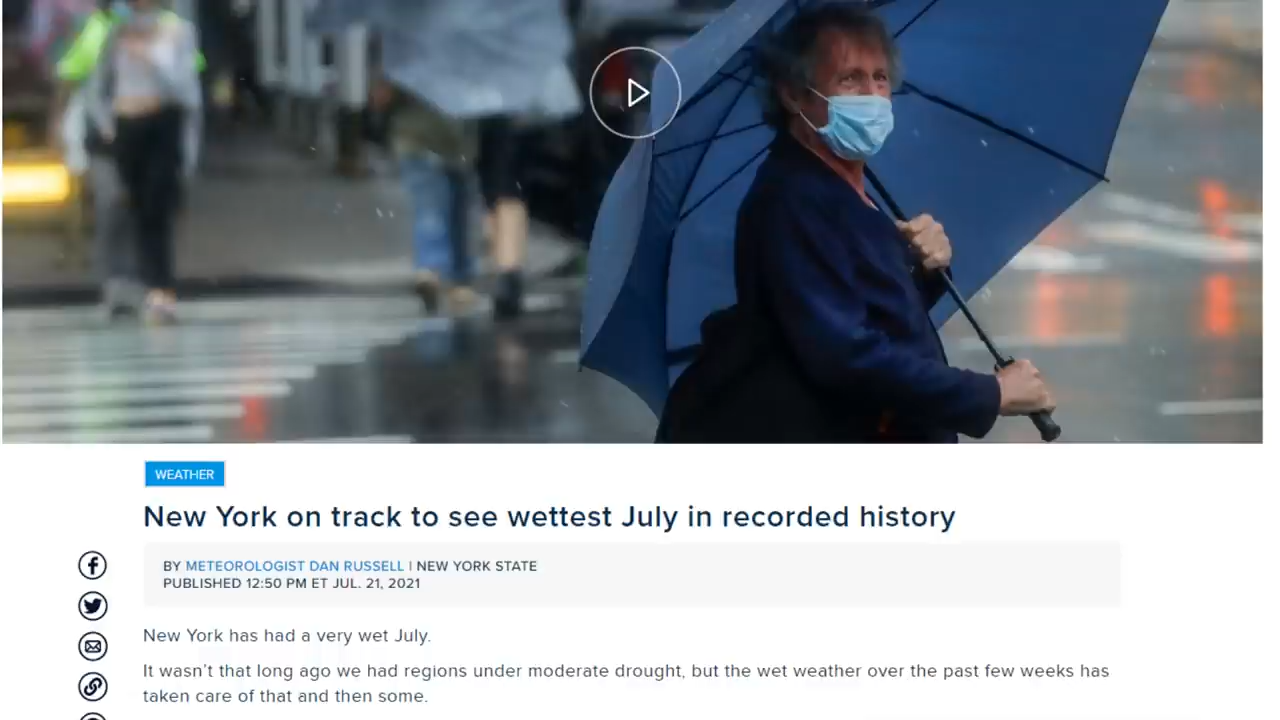 WEATHER
New York on track to see wettest July in recorded history
BY METEOROLOGIST DAN RUSSELL | NEW YORK STATE
PUBLISHED 12:50 PM ET JUL. 21, 2021
New York has had a very wet July.
It wasn't that long ago we had regions under moderate drought, but the wet weather over the past few weeks has
taken care of that and then some.